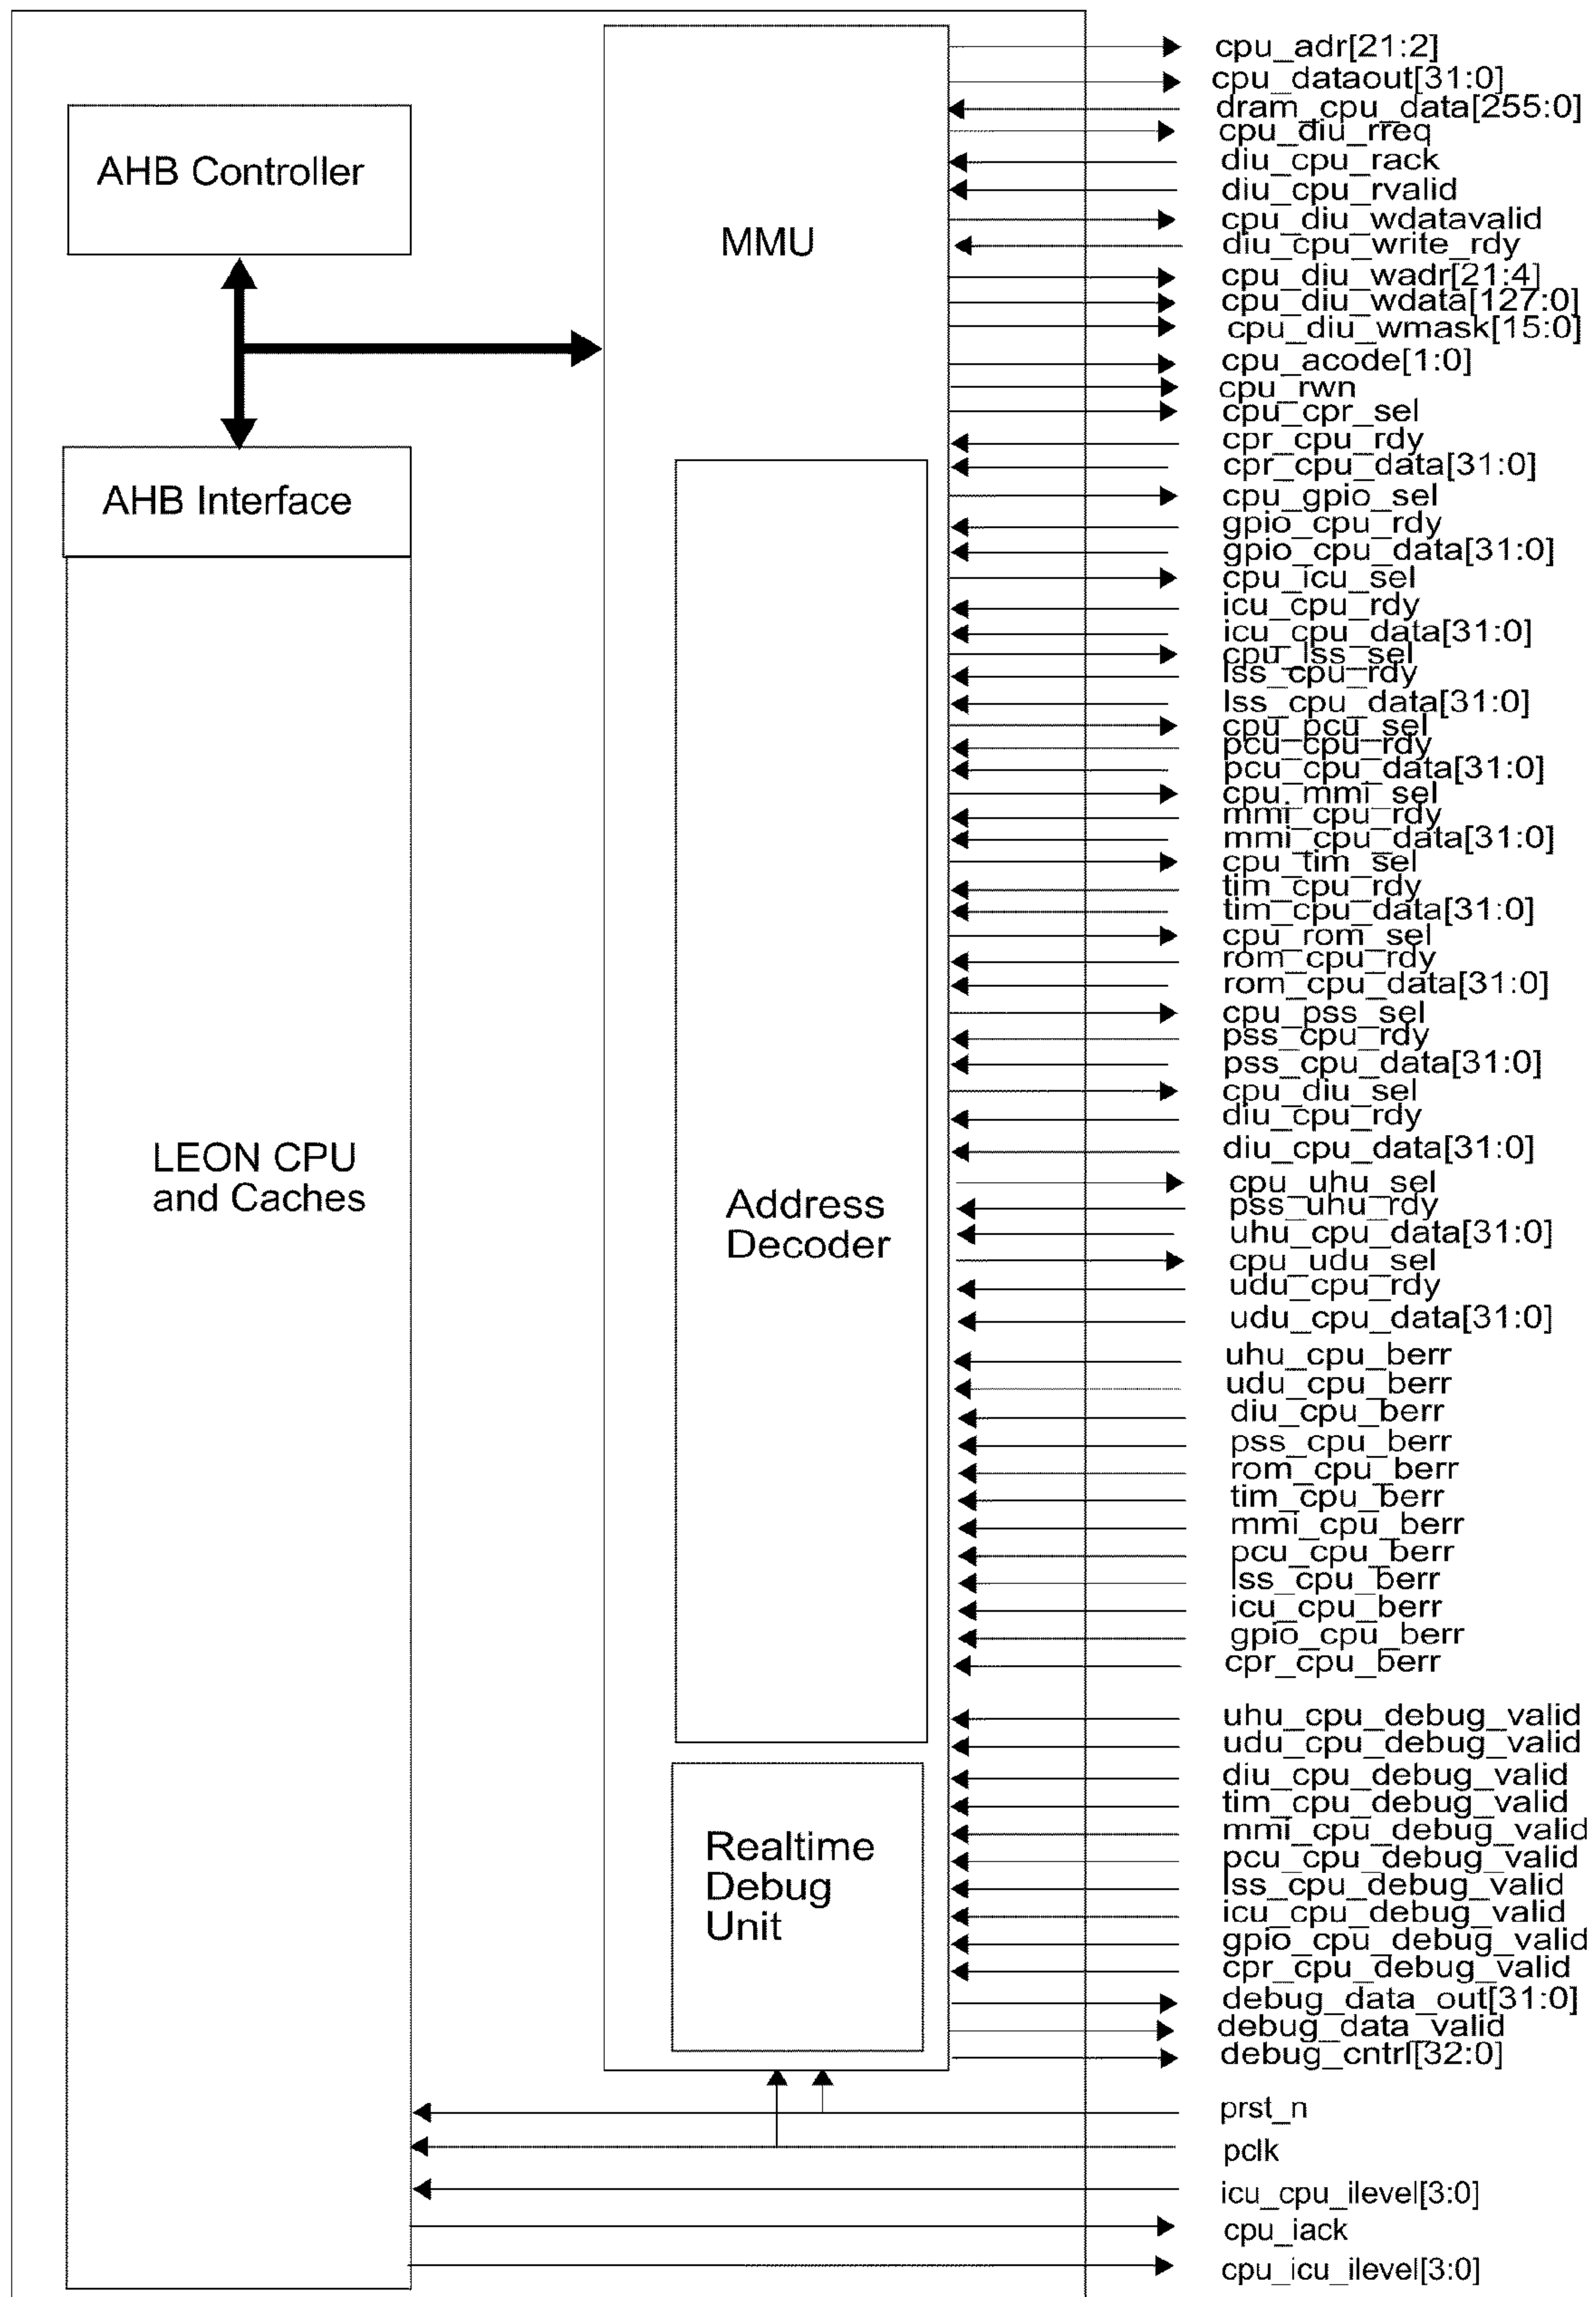 AHB Controller
AHB Interface
LEON CPU
and Caches
MMU
Address
Decoder
Realtime
Debug
Unit
cpu_adr[21:2]
cpu_dataout[31:0]
dram_cpu_data[255:0]
cpu_diu_rreq
diu_cpu_rack
diu_cpu_rvalid
cpu_diu_wdatavalid
diu_cpu_write_rdy
cpu_diu_wadr[21:4]
cpu_diu_wdata[127:0]
cpu_diu_wmask[15:0]
cpu_acode[1:0]
cpu_rwn
cpu_cpr_sel
cpr_cpu_rdy
cpr_cpu_data[31:0]
cpu_gpio_sel
gpio_cpu_rdy
gpio_cpu_data[31:0]
cpu_icu_sel
icu_cpu_rdy
icu_cpu_data[31:0]
cpu_lss_sel
lss_cpu_rdy
lss_cpu_data[31:0]
cpu_pcu_sel
pcu_cpu_rdy
pcu_cpu_data[31:0]
cpu_mmi_sel
mmi_cpu_rdy
mmi_cpu_data[31:0]
cpu_tim_sel
tim_cpu_rdy
tim_cpu_data[31:0]
cpu_rom_sel
rom_cpu_rdy
rom_cpu_data[31:0]
cpu_pss_sel
pss_cpu_rdy
pss_cpu_data[31:0]
cpu_diu_sel
diu_cpu_rdy
diu_cpu_data[31:0]
cpu_uhu_sel
pss_uhu_rdy
uhu_cpu_data[31:0]
cpu_udu_sel
udu_cpu_rdy
udu_cpu_data[31:0]
uhu_cpu_berr
udu_cpu_berr
diu_cpu_berr
pss_cpu_berr
rom_cpu_berr
tim_cpu_berr
mmi_cpu_berr
pcu_cpu_berr
lss_cpu_berr
icu_cpu_berr
gpio_cpu_berr
cpr_cpu_berr
uhu_cpu_debug_valid
udu_cpu_debug_valid
diu_cpu_debug_valid
tim_cpu_debug_valid
mmi_cpu_debug_valid
pcu_cpu_debug_valid
lss_cpu_debug_valid
icu_cpu_debug_valid
gpio_cpu_debug_valid
cpr_cpu_debug_valid
debug_data_out[31:0]
debug_data_valid
debug_cntrl[32:0]
prst_n
pclk
icu_cpu_ilevel[3:0]
cpu_iack
cpu_icu_ilevel[3:0]